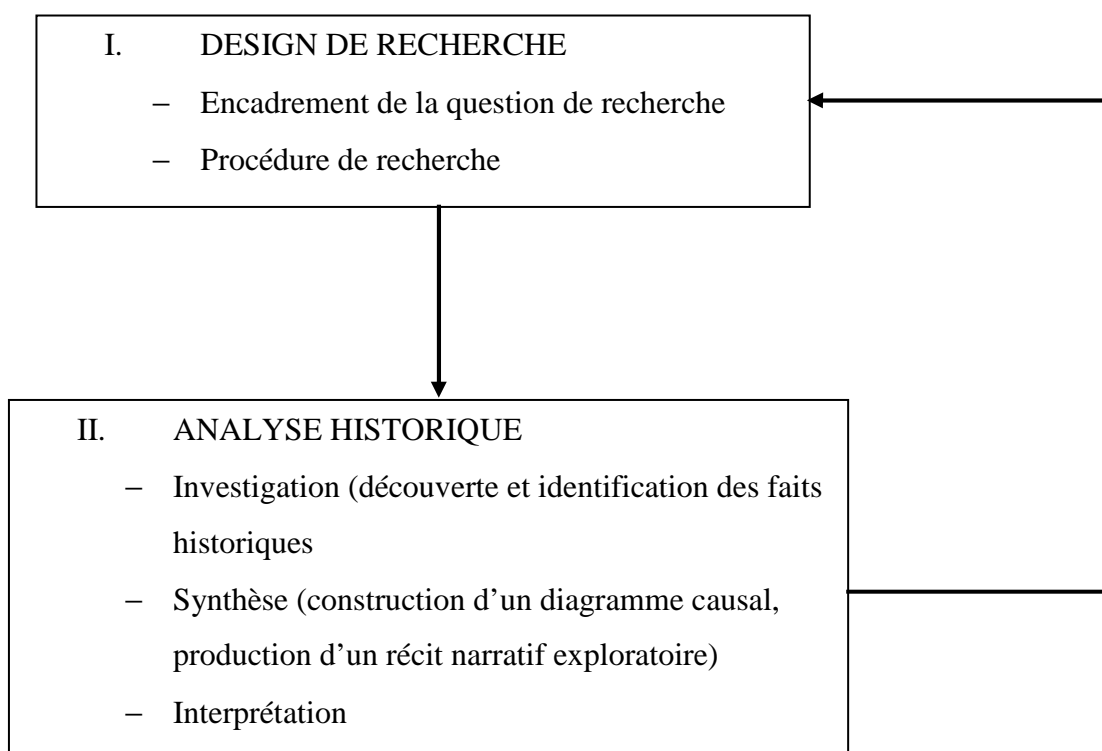 I. DESIGN DE RECHERCHE
– Encadrement de la question de recherche
– Procédure de recherche
II. ANALYSE HISTORIQUE
– Investigation (découverte et identification des faits
historiques
– Synthèse (construction d’un diagramme causal,
production d’un récit narratif exploratoire)
– Interprétation